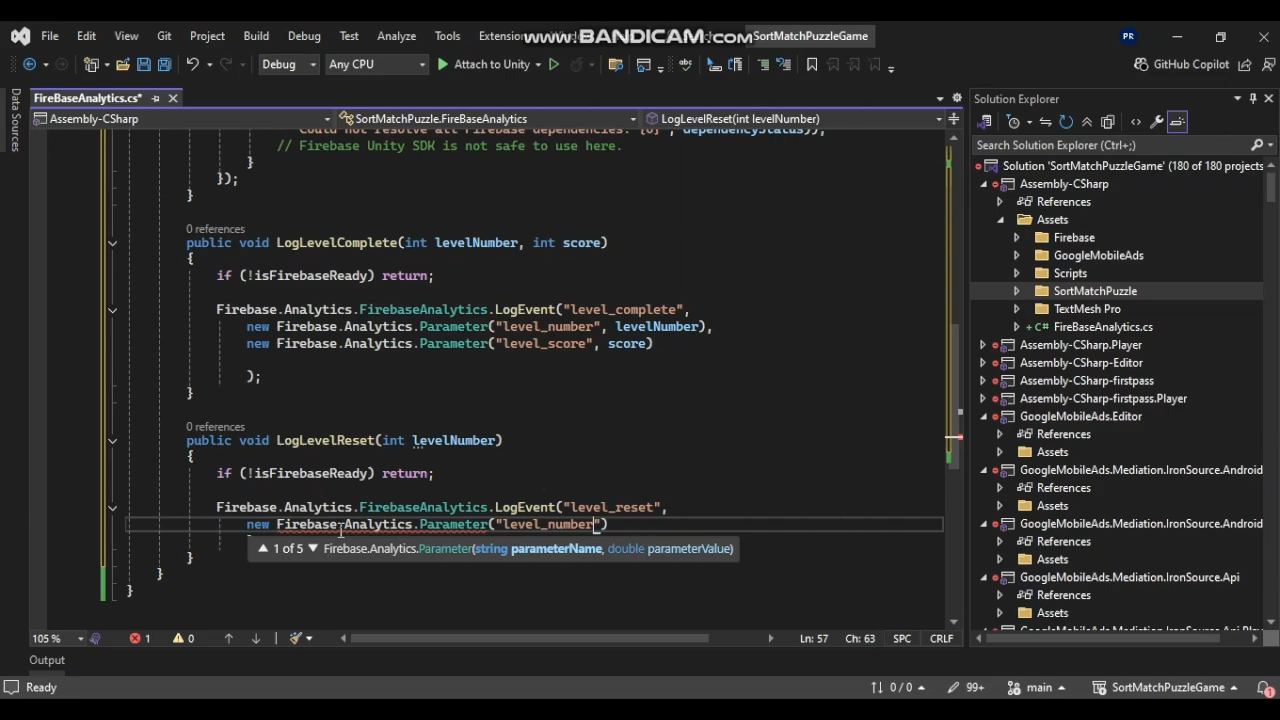 File Edit View Git Project Build Debug Test Analyze Tools Extension www.BANDICAM.com SortMatchPuzzleGame PR
Debug Any CPU Attach to Unity GitHub Copilot
FireBaseAnalytics.cs*
Assembly-CSharp SortMatchPuzzle.FireBaseAnalytics LogLevelReset(int levelNumber)
Data Sources
"Could not resolve all Firebase dependencies: {0}", dependencyStatus));
// Firebase Unity SDK is not safe to use here.
}
});
}
0 references
public void LogLevelComplete(int levelNumber, int score)
{
if (!isFirebaseReady) return;
Firebase.Analytics.FirebaseAnalytics.LogEvent("level_complete",
new Firebase.Analytics.Parameter("level_number", levelNumber),
new Firebase.Analytics.Parameter("level_score", score)
);
}
0 references
public void LogLevelReset(int levelNumber)
{
if (!isFirebaseReady) return;
Firebase.Analytics.FirebaseAnalytics.LogEvent("level_reset",
new Firebase.Analytics.Parameter("level_number")
1 of 5 Firebase.Analytics.Parameter(string parameterName, double parameterValue)
}
}
}
105 % 1 0 Ln: 57 Ch: 63 SPC CRLF
Output
Ready 0 / 0 99+ main SortMatchPuzzleGame 1
Solution Explorer
Search Solution Explorer (Ctrl+;)
Solution 'SortMatchPuzzleGame' (180 of 180 projects
Assembly-CSharp
References
Assets
Firebase
GoogleMobileAds
Scripts
SortMatchPuzzle
TextMesh Pro
+ C# FireBaseAnalytics.cs
Assembly-CSharp.Player
Assembly-CSharp-Editor
Assembly-CSharp-firstpass
Assembly-CSharp-firstpass.Player
GoogleMobileAds.Editor
References
Assets
GoogleMobileAds.Mediation.IronSource.Android
References
Assets
GoogleMobileAds.Mediation.IronSource.Android
References
Assets
GoogleMobileAds.Mediation.IronSource.Api
References
Assets